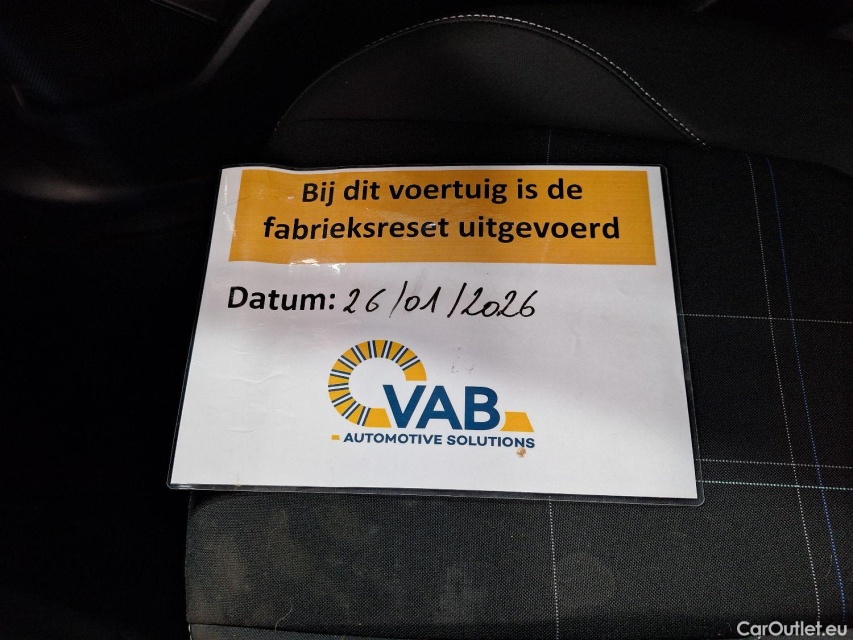 Bij dit voertuig is de
fabrieksreset uitgevoerd
Datum: 26/01/2026
VAB
AUTOMOTIVE SOLUTIONS
CarOutlet.eu